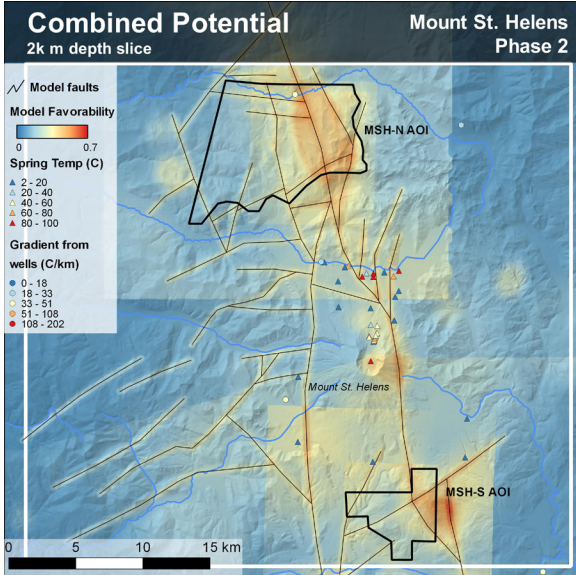 Combined Potential
2k m depth slice
Mount St. Helens
Phase 2
Model faults
Model Favorability
0 0.7
Spring Temp (C)
2 - 20
20 - 40
40 - 60
60 - 80
80 - 100
Gradient from
wells (C/km)
0 - 18
18 - 33
33 - 51
51 - 108
108 - 202
MSH-N AOI
Mount St. Helens
MSH-S AOI
0 5 10 15 km